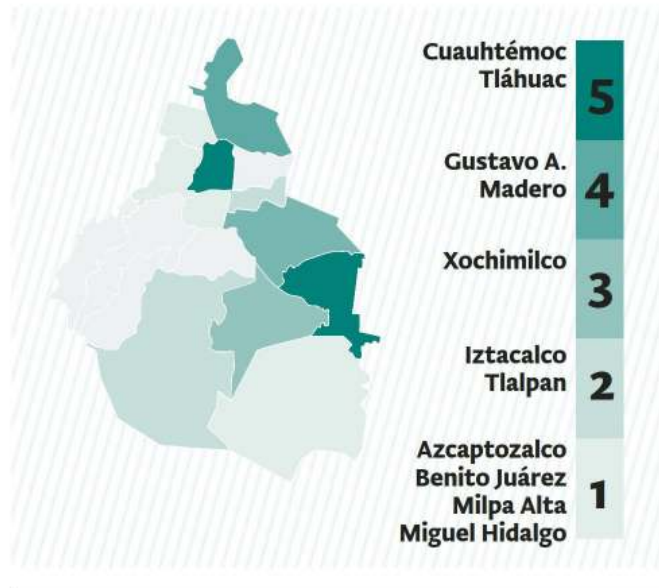 Cuauhtémoc
Tláhuac
5
Gustavo A.
Madero
4
Xochimilco
3
Iztacalco
Tlalpan
2
Azcaptozalco
Benito Juárez
Milpa Alta
Miguel Hidalgo
1